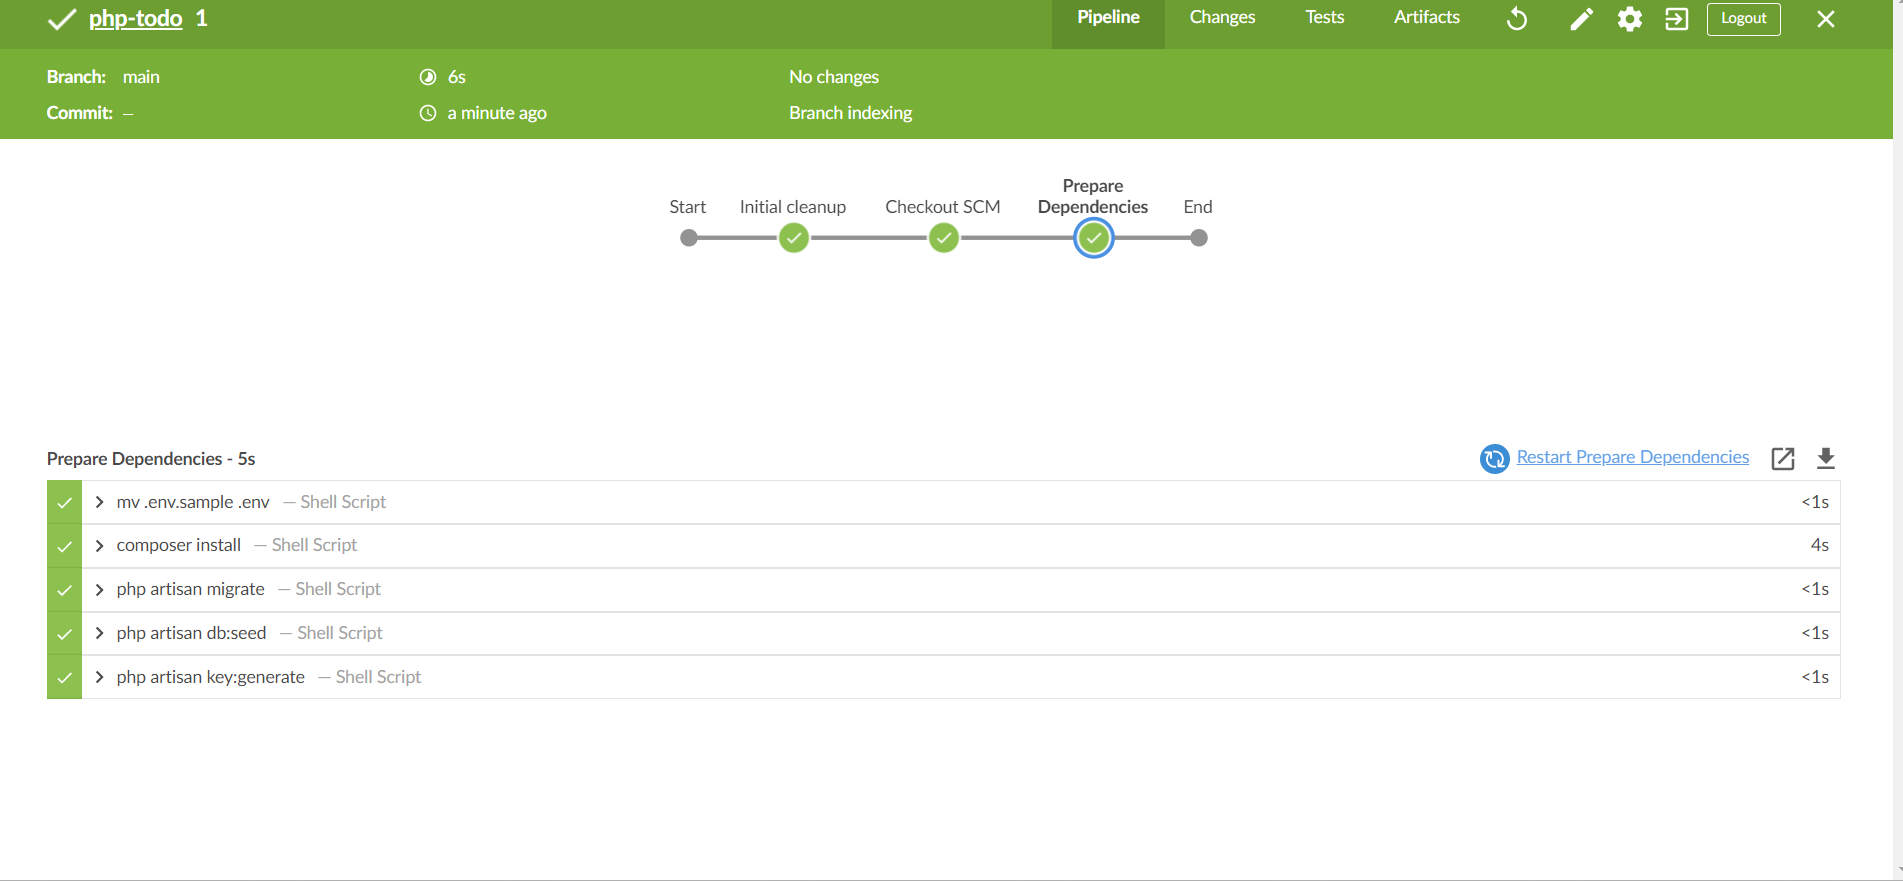 php-todo 1
Pipeline Changes Tests Artifacts Logout
Branch: main 6s No changes
Commit: — a minute ago Branch indexing
Start Initial cleanup Checkout SCM Prepare Dependencies End
Prepare Dependencies - 5s Restart Prepare Dependencies
mv .env.sample .env — Shell Script <1s
composer install — Shell Script 4s
php artisan migrate — Shell Script <1s
php artisan db:seed — Shell Script <1s
php artisan key:generate — Shell Script <1s